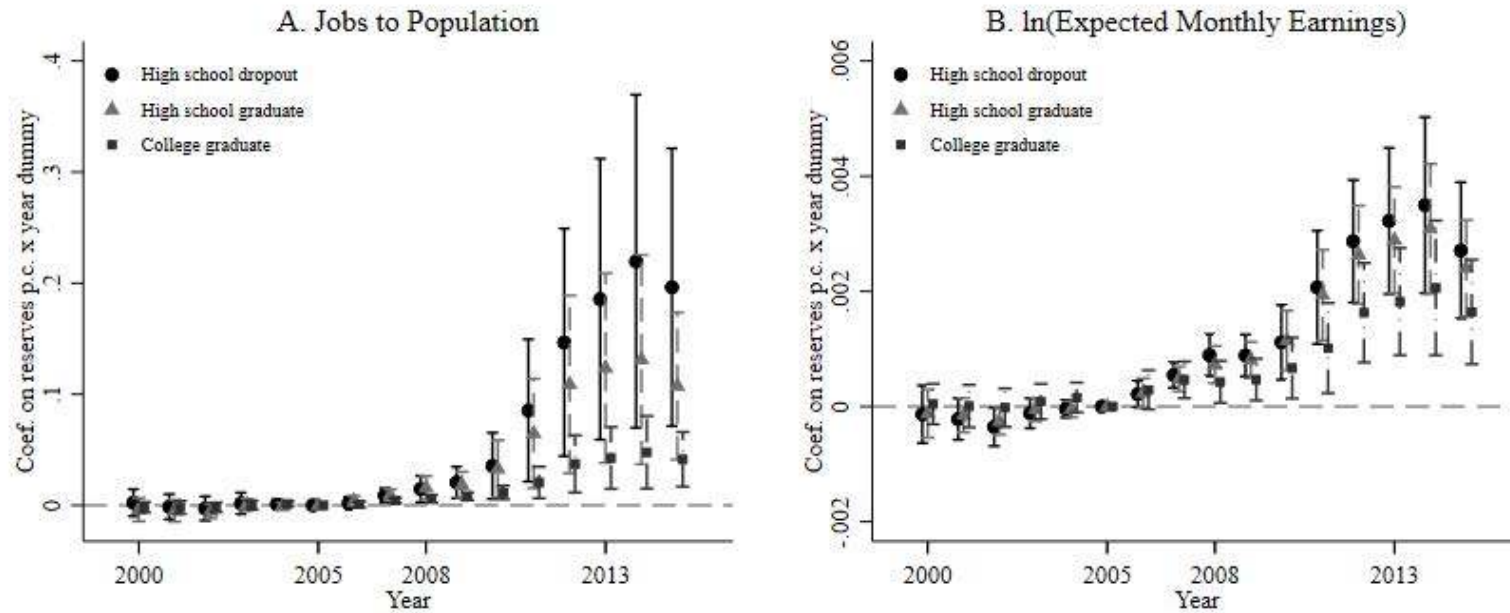 A. Jobs to Population
High school dropout
High school graduate
College graduate
Coef. on reserves p.c. x year dummy
.4
.3
.2
.1
0
2000 2005 2008 2013
Year
B. ln(Expected Monthly Earnings)
High school dropout
High school graduate
College graduate
Coef. on reserves p.c. x year dummy
.006
.004
.002
0
-.002
2000 2005 2008 2013
Year